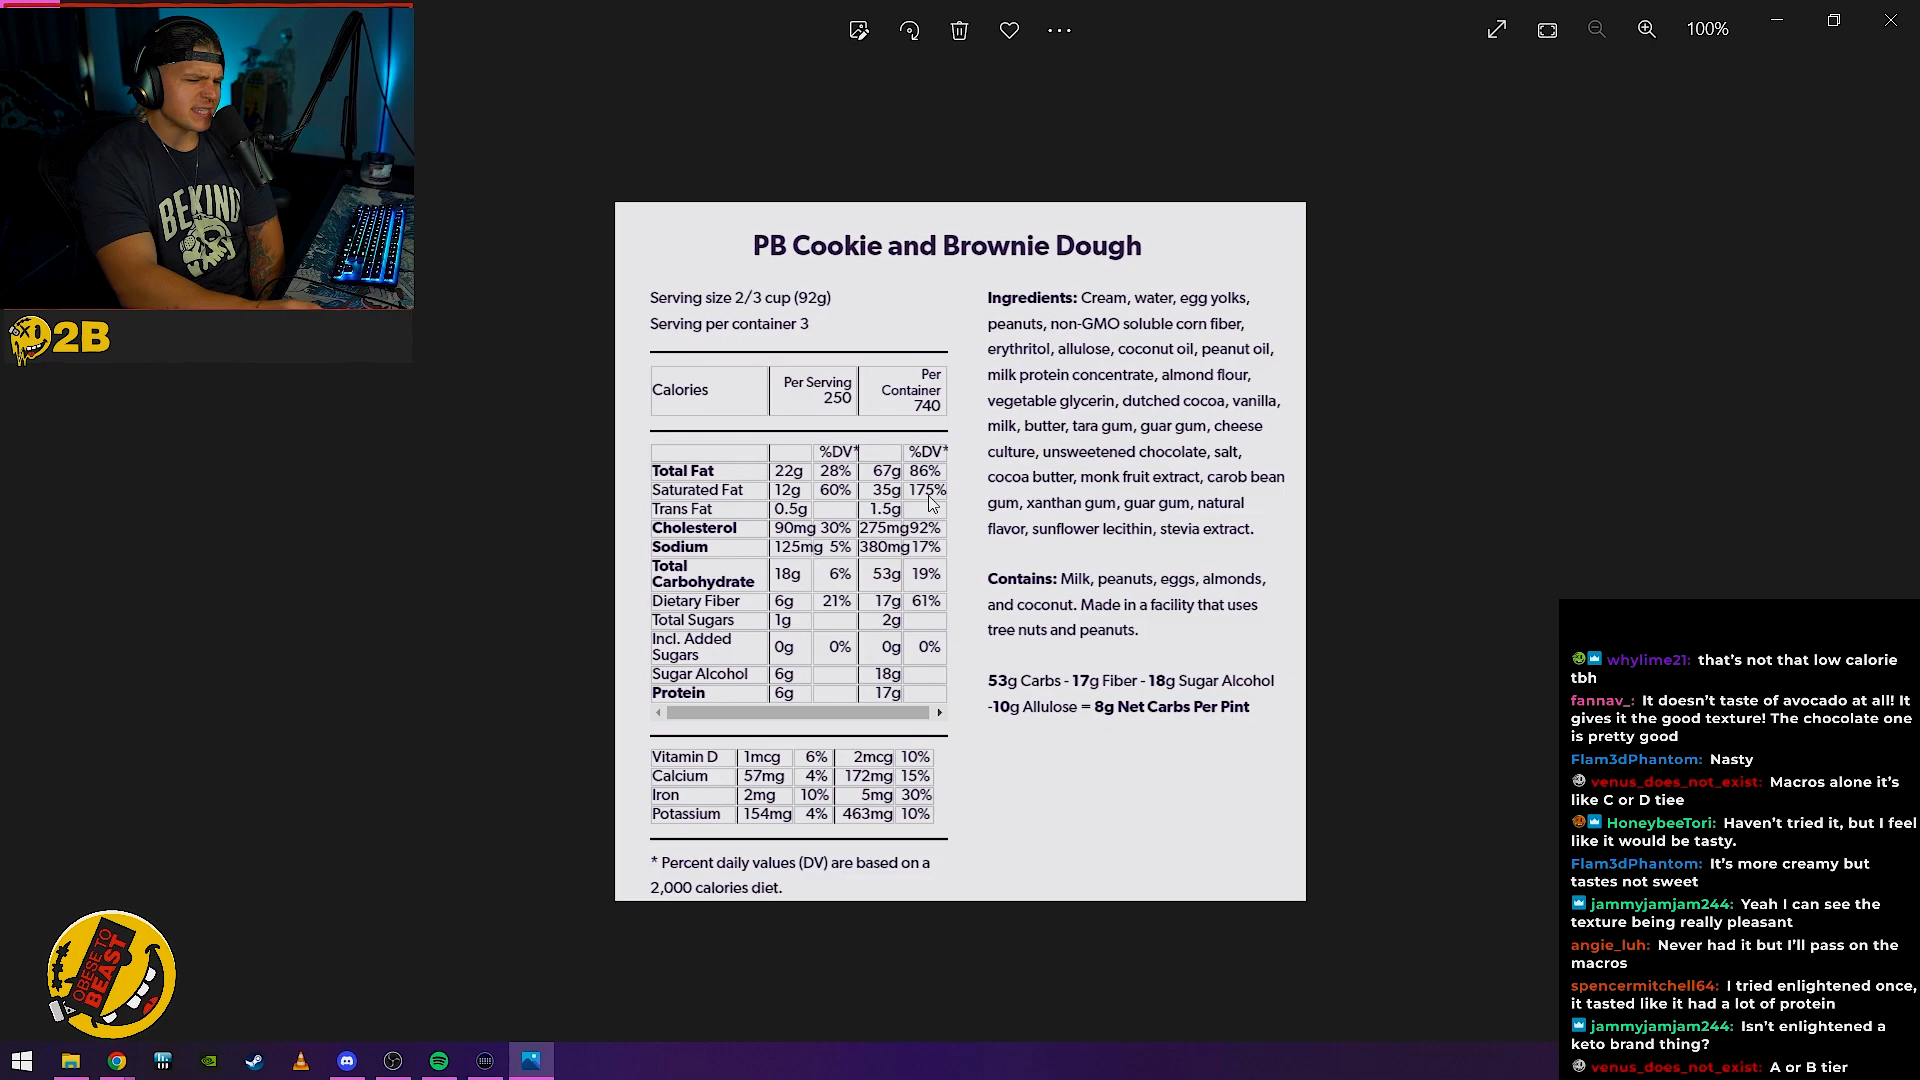 100%
BEKIND
O2B
PB Cookie and Brownie Dough
Serving size 2/3 cup (92g)
Serving per container 3
Calories
Per Serving
250
Per
Container
740
%DV* %DV*
Total Fat 22g 28% 67g 86%
Saturated Fat 12g 60% 35g 175%
Trans Fat 0.5g 1.5g
Cholesterol 90mg 30% 275mg 92%
Sodium 125mg 5% 380mg 17%
Total
Carbohydrate 18g 6% 53g 19%
Dietary Fiber 6g 21% 17g 61%
Total Sugars 1g 2g
Incl. Added
Sugars 0g 0% 0g 0%
Sugar Alcohol 6g 18g
Protein 6g 17g
Vitamin D 1mcg 6% 2mcg 10%
Calcium 57mg 4% 172mg 15%
Iron 2mg 10% 5mg 30%
Potassium 154mg 4% 463mg 10%
* Percent daily values (DV) are based on a
2,000 calories diet.
Ingredients: Cream, water, egg yolks,
peanuts, non-GMO soluble corn fiber,
erythritol, allulose, coconut oil, peanut oil,
milk protein concentrate, almond flour,
vegetable glycerin, dutched cocoa, vanilla,
milk, butter, tara gum, guar gum, cheese
culture, unsweetened chocolate, salt,
cocoa butter, monk fruit extract, carob bean
gum, xanthan gum, guar gum, natural
flavor, sunflower lecithin, stevia extract.
Contains: Milk, peanuts, eggs, almonds,
and coconut. Made in a facility that uses
tree nuts and peanuts.
53g Carbs - 17g Fiber - 18g Sugar Alcohol
-10g Allulose = 8g Net Carbs Per Pint
whylime21: that's not that low calorie
tbh
fannav_: It doesn't taste of avocado at all! It
gives it the good texture! The chocolate one
is pretty good
Flam3dPhantom: Nasty
venus_does_not_exist: Macros alone it's
like C or D tiee
HoneybeeTori: Haven't tried it, but I feel
like it would be tasty.
Flam3dPhantom: It's more creamy but
tastes not sweet
jammyjamjam244: Yeah I can see the
texture being really pleasant
angie_luh: Never had it but I'll pass on the
macros
spencermitchell64: I tried enlightened once,
it tasted like it had a lot of protein
jammyjamjam244: Isn't enlightened a
keto brand thing?
venus_does_not_exist: A or B tier
OBESE TO
BEAST